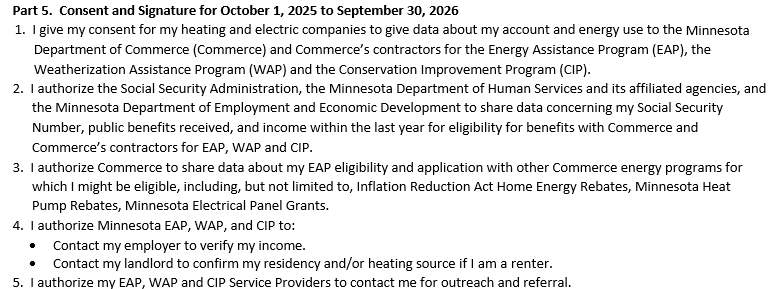 Part 5. Consent and Signature for October 1, 2025 to September 30, 2026
1. I give my consent for my heating and electric companies to give data about my account and energy use to the Minnesota
Department of Commerce (Commerce) and Commerce's contractors for the Energy Assistance Program (EAP), the
Weatherization Assistance Program (WAP) and the Conservation Improvement Program (CIP).
2. I authorize the Social Security Administration, the Minnesota Department of Human Services and its affiliated agencies, and
the Minnesota Department of Employment and Economic Development to share data concerning my Social Security
Number, public benefits received, and income within the last year for eligibility for benefits with Commerce and
Commerce's contractors for EAP, WAP and CIP.
3. I authorize Commerce to share data about my EAP eligibility and application with other Commerce energy programs for
which I might be eligible, including, but not limited to, Inflation Reduction Act Home Energy Rebates, Minnesota Heat
Pump Rebates, Minnesota Electrical Panel Grants.
4. I authorize Minnesota EAP, WAP, and CIP to:
• Contact my employer to verify my income.
• Contact my landlord to confirm my residency and/or heating source if I am a renter.
5. I authorize my EAP, WAP and CIP Service Providers to contact me for outreach and referral.